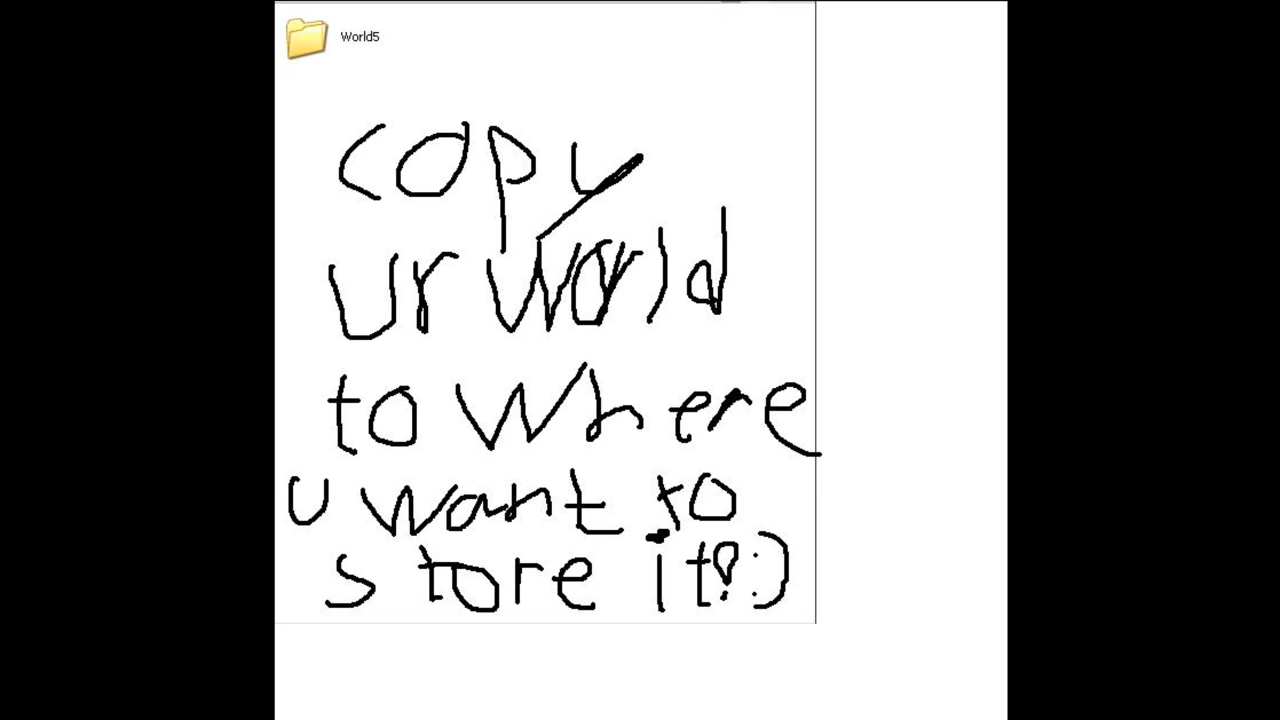 World5
copy
ur world
to where
u want to
store it! :)